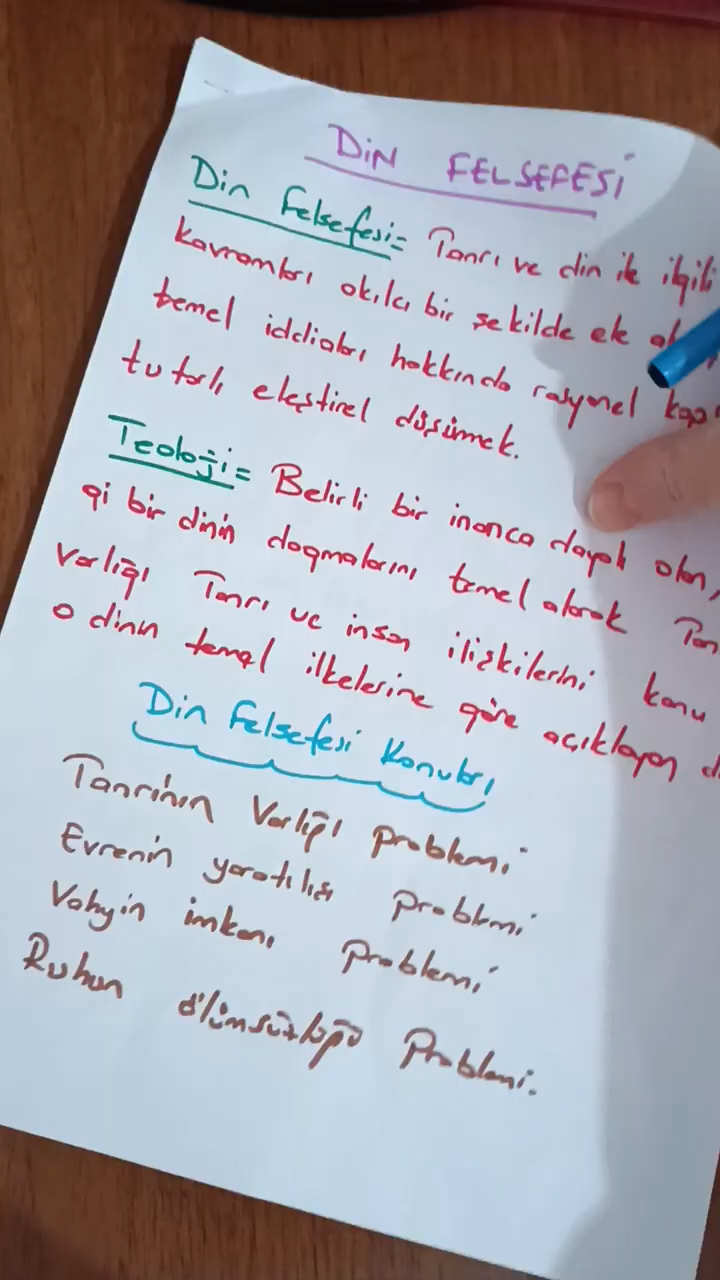 DİN FELSEFESİ
Din Felsefesi= Tanrı ve din ile ilgili
kavramları akılcı bir şekilde ele
temel iddiaları hakkında rasyonel
tutarlı eleştirel düşünmek.
Teoloji= Belirli bir inanca dayalı olan,
gi bir dinin dogmalarını temel alarak
Varlığı Tanrı ve insan ilişkilerini konu
o dinin temel ilkelerine göre açıklayan
Din Felsefesi Konuları
Tanrının Varlığı problemi
Evrenin yaratılışı problemi
Vahyin imkanı problemi
Ruhun ölümsüzlüğü Problemi.